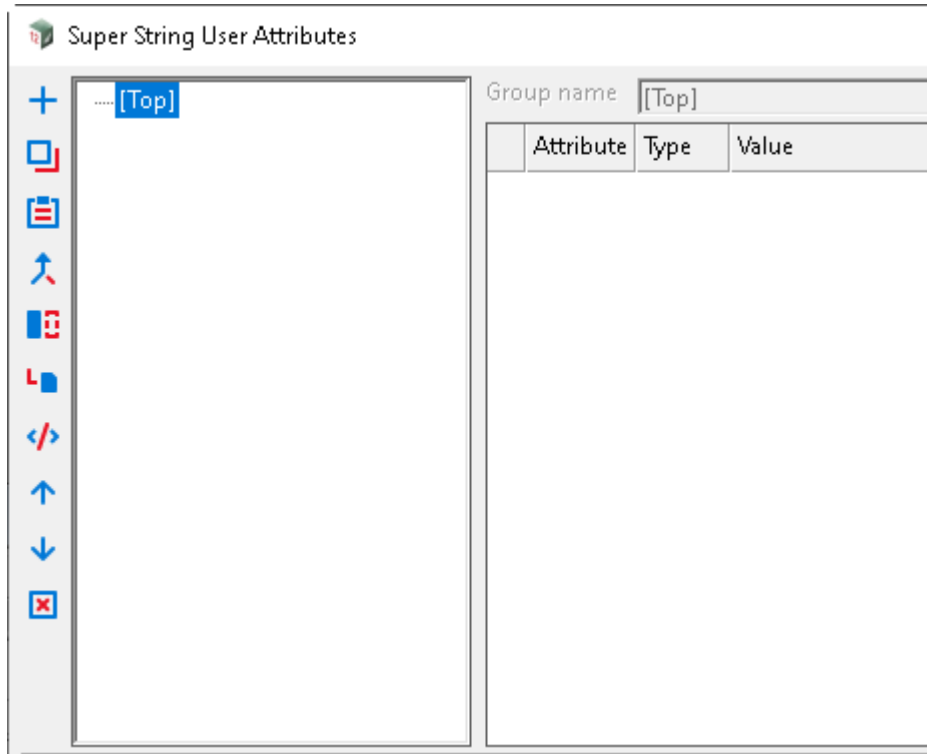 Super String User Attributes
[Top]
Group name [Top]
Attribute Type Value